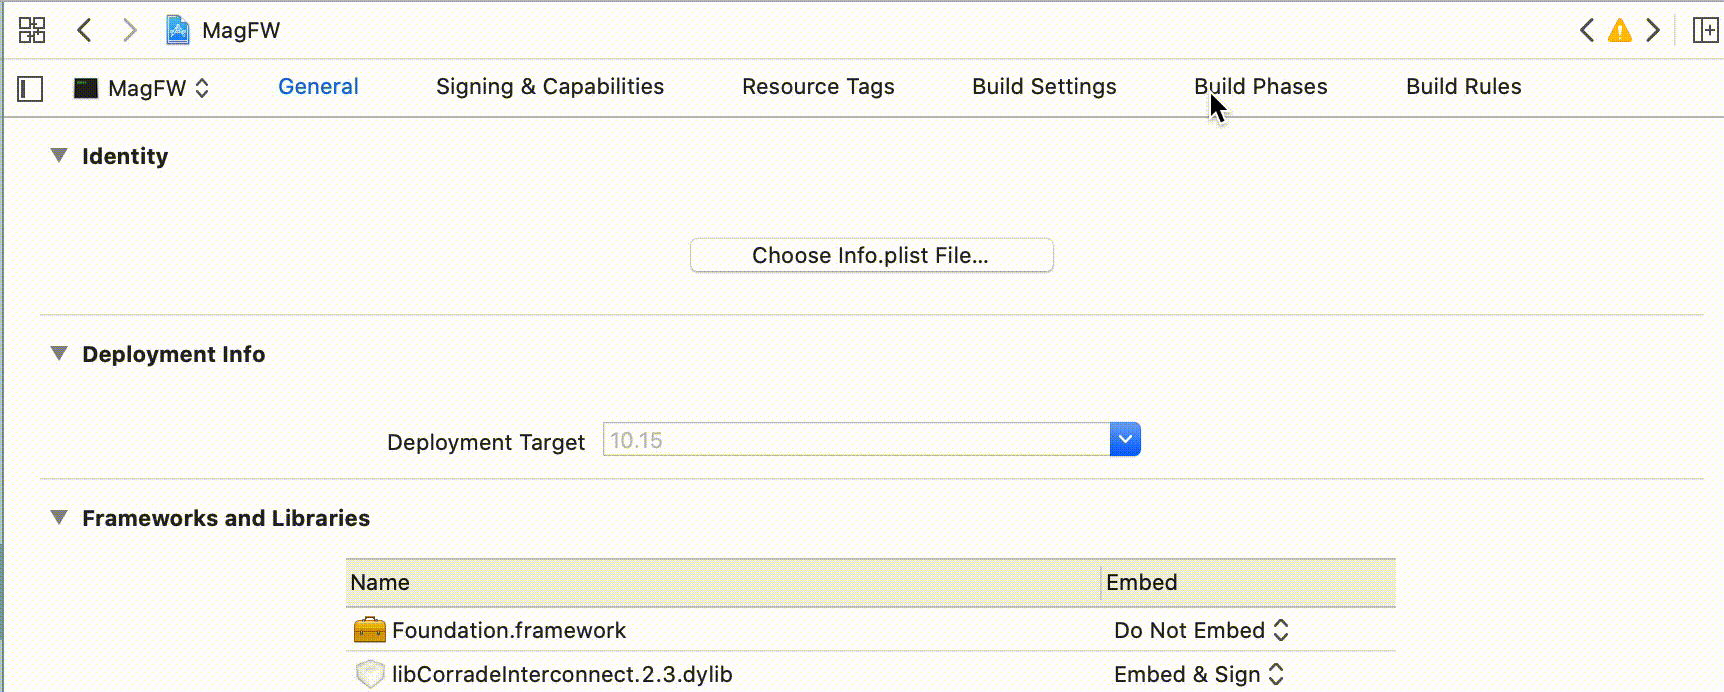 MagFW
MagFW General Signing & Capabilities Resource Tags Build Settings Build Phases Build Rules
Identity
Choose Info.plist File...
Deployment Info
Deployment Target 10.15
Frameworks and Libraries
Name Embed
Foundation.framework Do Not Embed
libCorradeInterconnect.2.3.dylib Embed & Sign